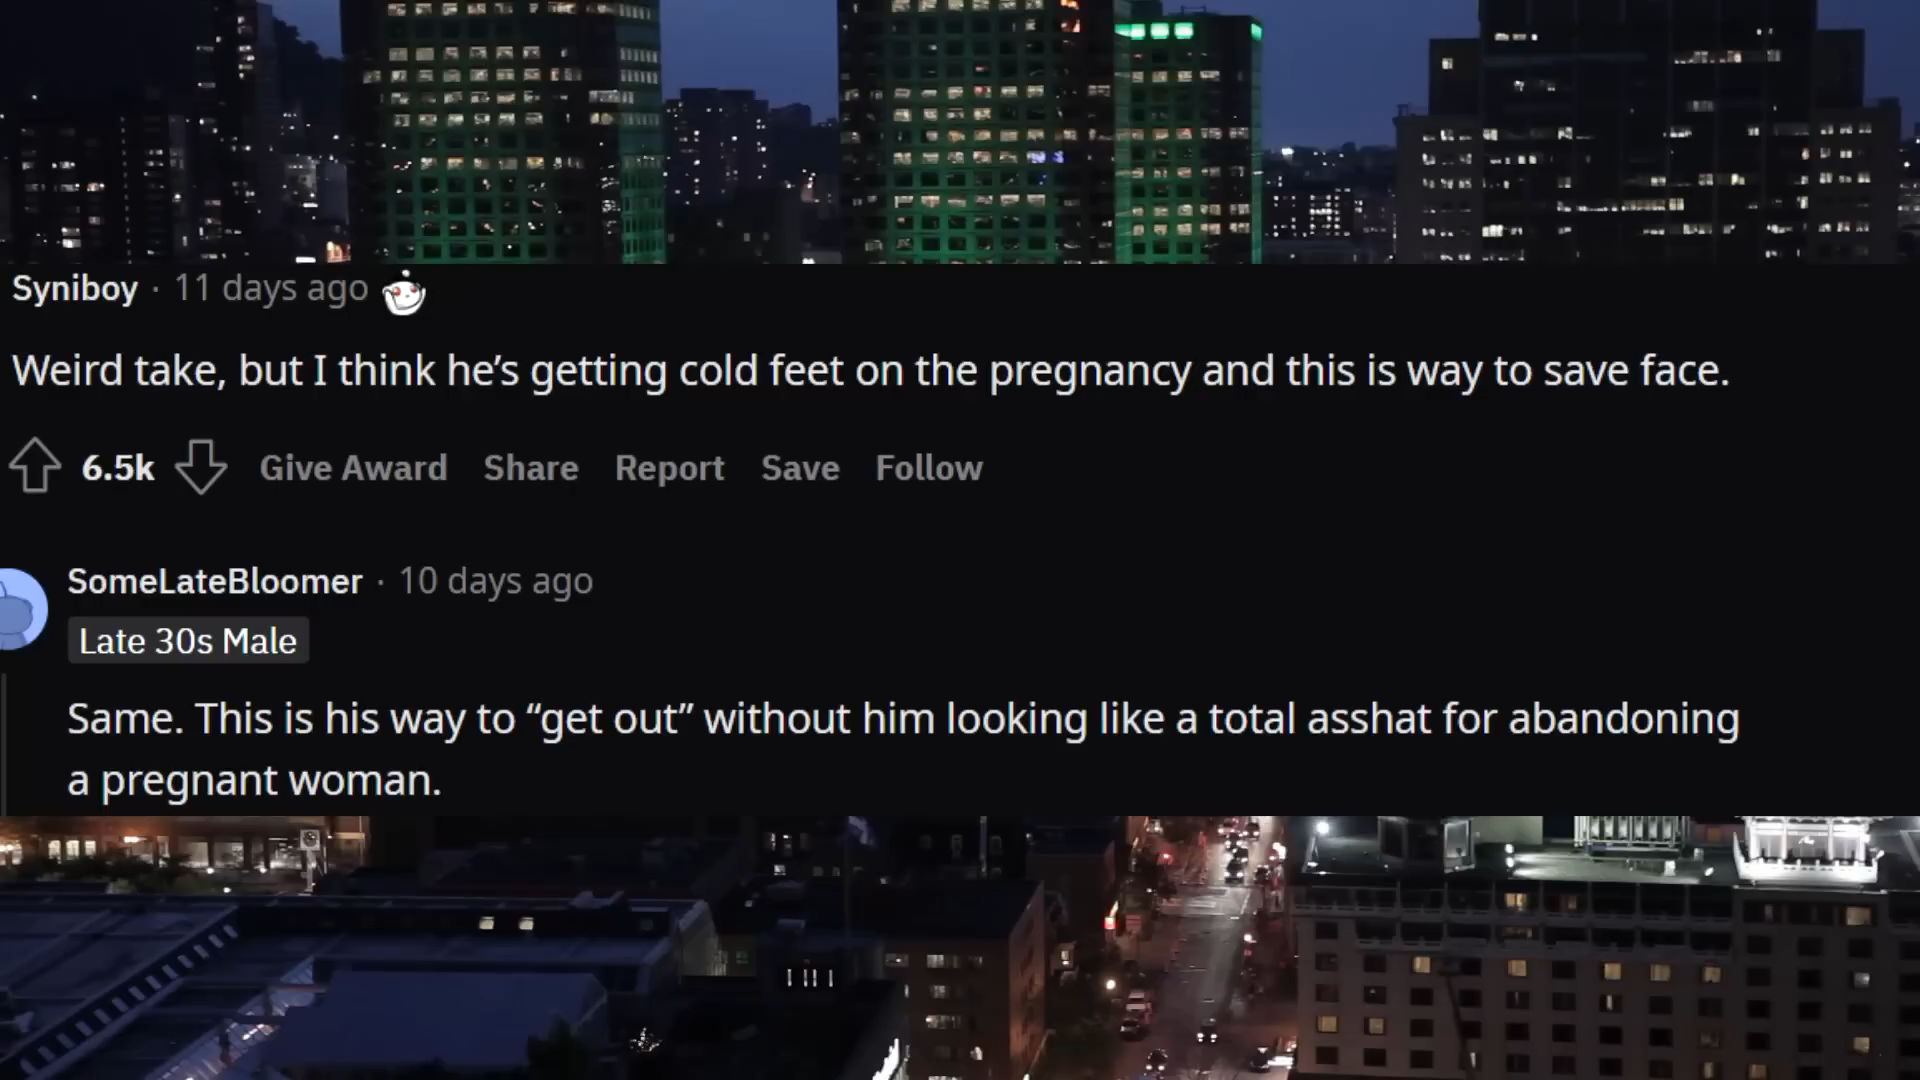 Syniboy · 11 days ago
Weird take, but I think he’s getting cold feet on the pregnancy and this is way to save face.
6.5k Give Award Share Report Save Follow
SomeLateBloomer · 10 days ago
Late 30s Male
Same. This is his way to “get out” without him looking like a total asshat for abandoning
a pregnant woman.